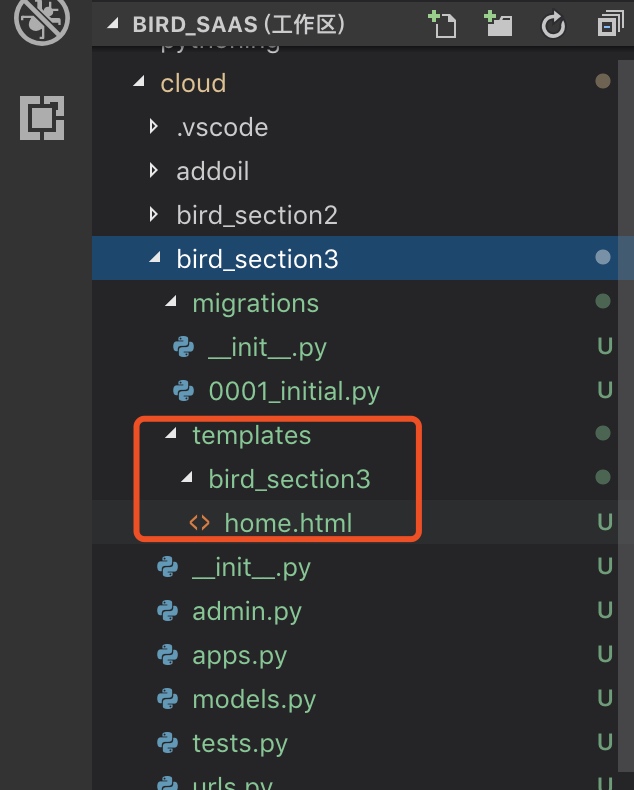 BIRD_SAAS (工作区)
cloud
.vscode
addoil
bird_section2
bird_section3
migrations
__init__.py U
0001_initial.py U
templates
bird_section3
<> home.html U
__init__.py U
admin.py U
apps.py U
models.py U
tests.py U
urls.py U